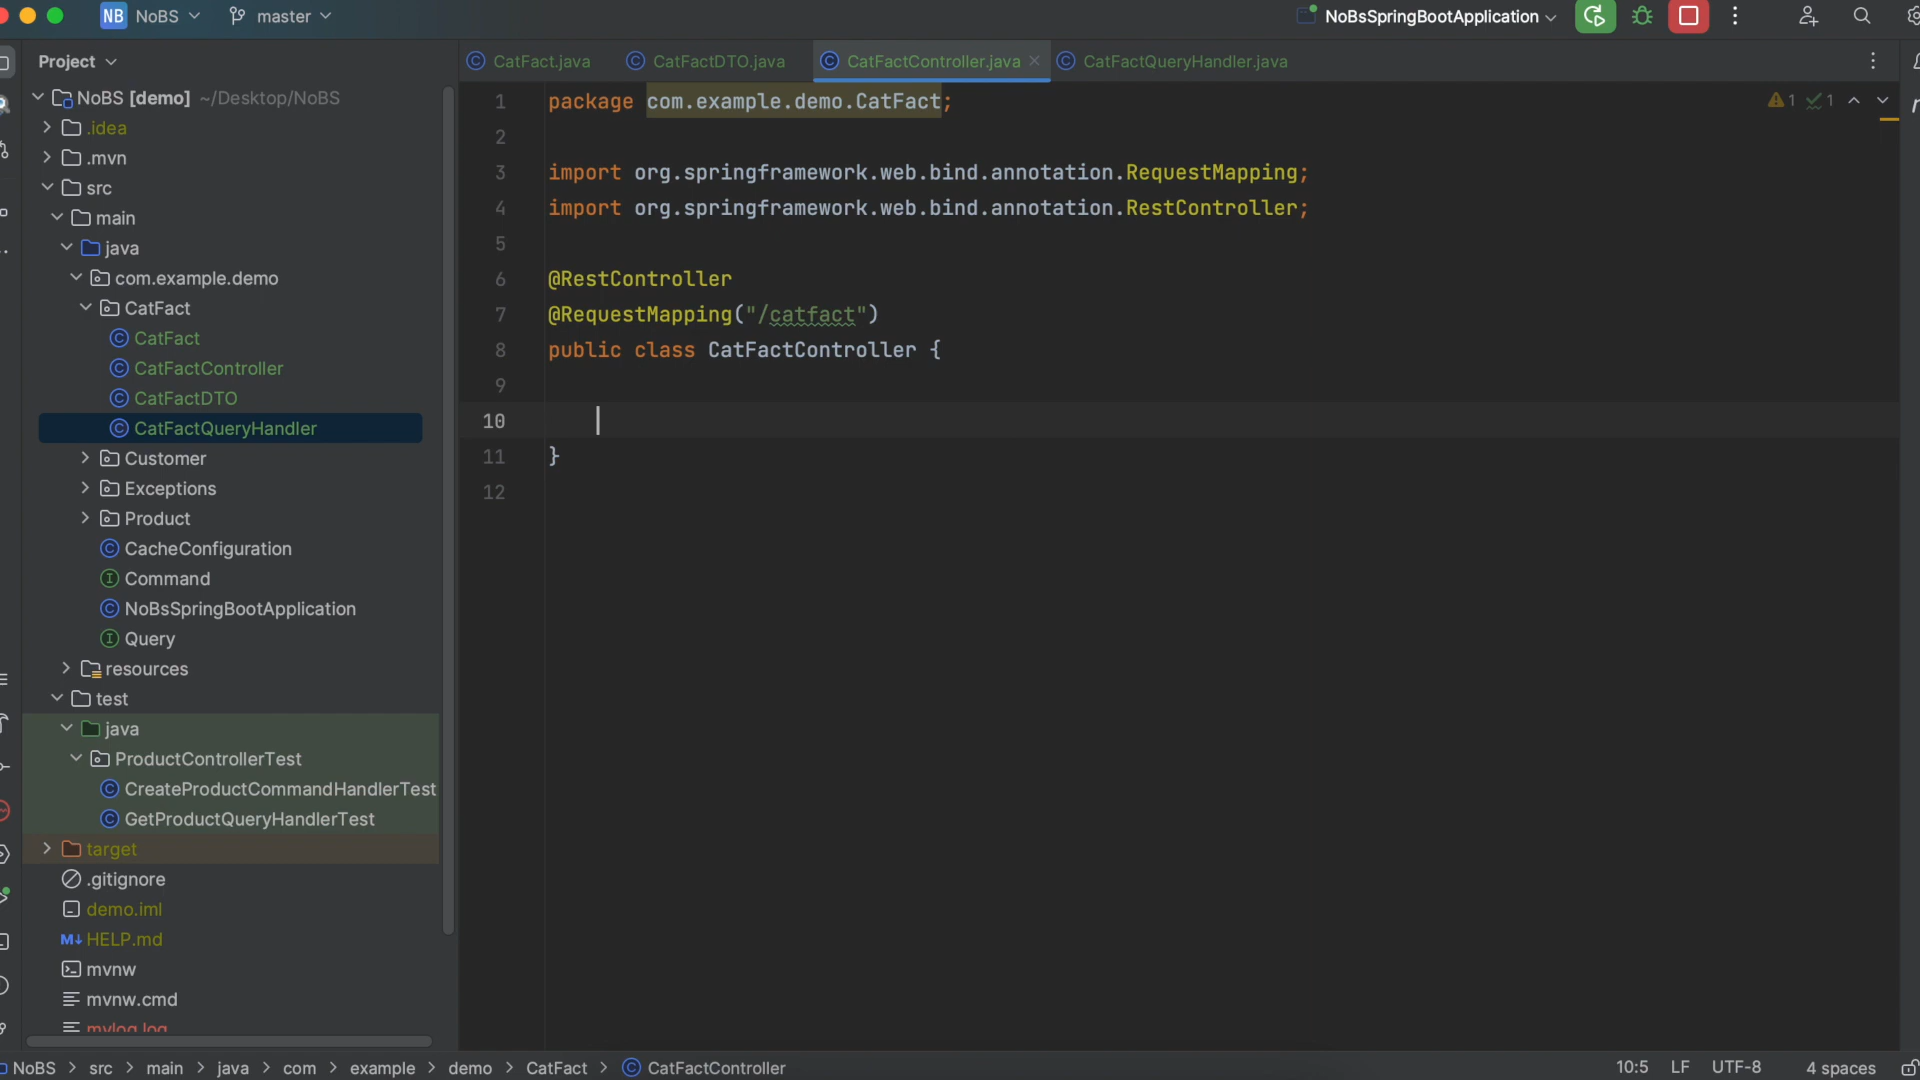 NB NoBS master NoBsSpringBootApplication
Project
CatFact.java CatFactDTO.java CatFactController.java CatFactQueryHandler.java
NoBS [demo] ~/Desktop/NoBS
.idea
.mvn
src
main
java
com.example.demo
CatFact
CatFact
CatFactController
CatFactDTO
CatFactQueryHandler
Customer
Exceptions
Product
CacheConfiguration
Command
NoBsSpringBootApplication
Query
resources
test
java
ProductControllerTest
CreateProductCommandHandlerTest
GetProductQueryHandlerTest
target
.gitignore
demo.iml
M↓ HELP.md
mvnw
mvnw.cmd
mylog.log
1 package com.example.demo.CatFact;
2
3 import org.springframework.web.bind.annotation.RequestMapping;
4 import org.springframework.web.bind.annotation.RestController;
5
6 @RestController
7 @RequestMapping("/catfact")
8 public class CatFactController {
9
10
11 }
12
1 1
NoBS > src > main > java > com > example > demo > CatFact > CatFactController
10:5 LF UTF-8 4 spaces